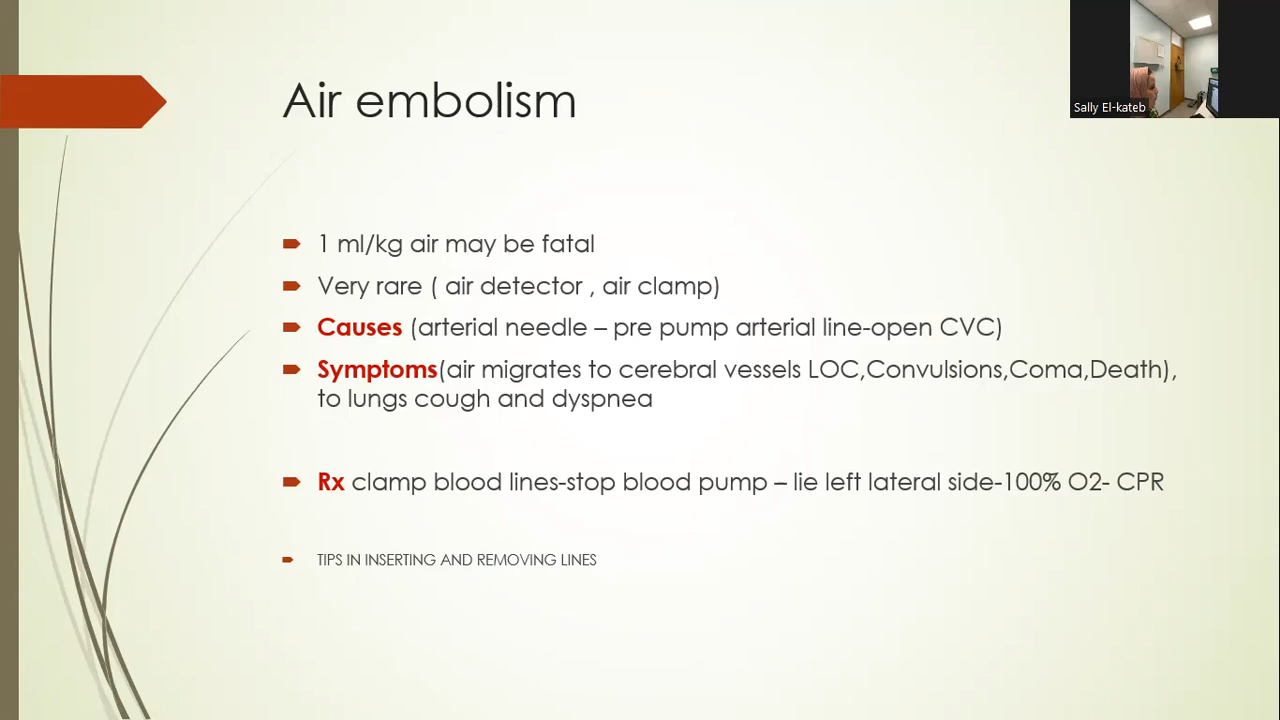 Air embolism
Sally El-kateb
1 ml/kg air may be fatal
Very rare ( air detector , air clamp)
Causes (arterial needle – pre pump arterial line-open CVC)
Symptoms(air migrates to cerebral vessels LOC,Convulsions,Coma,Death),
to lungs cough and dyspnea
Rx clamp blood lines-stop blood pump – lie left lateral side-100% O2- CPR
TIPS IN INSERTING AND REMOVING LINES